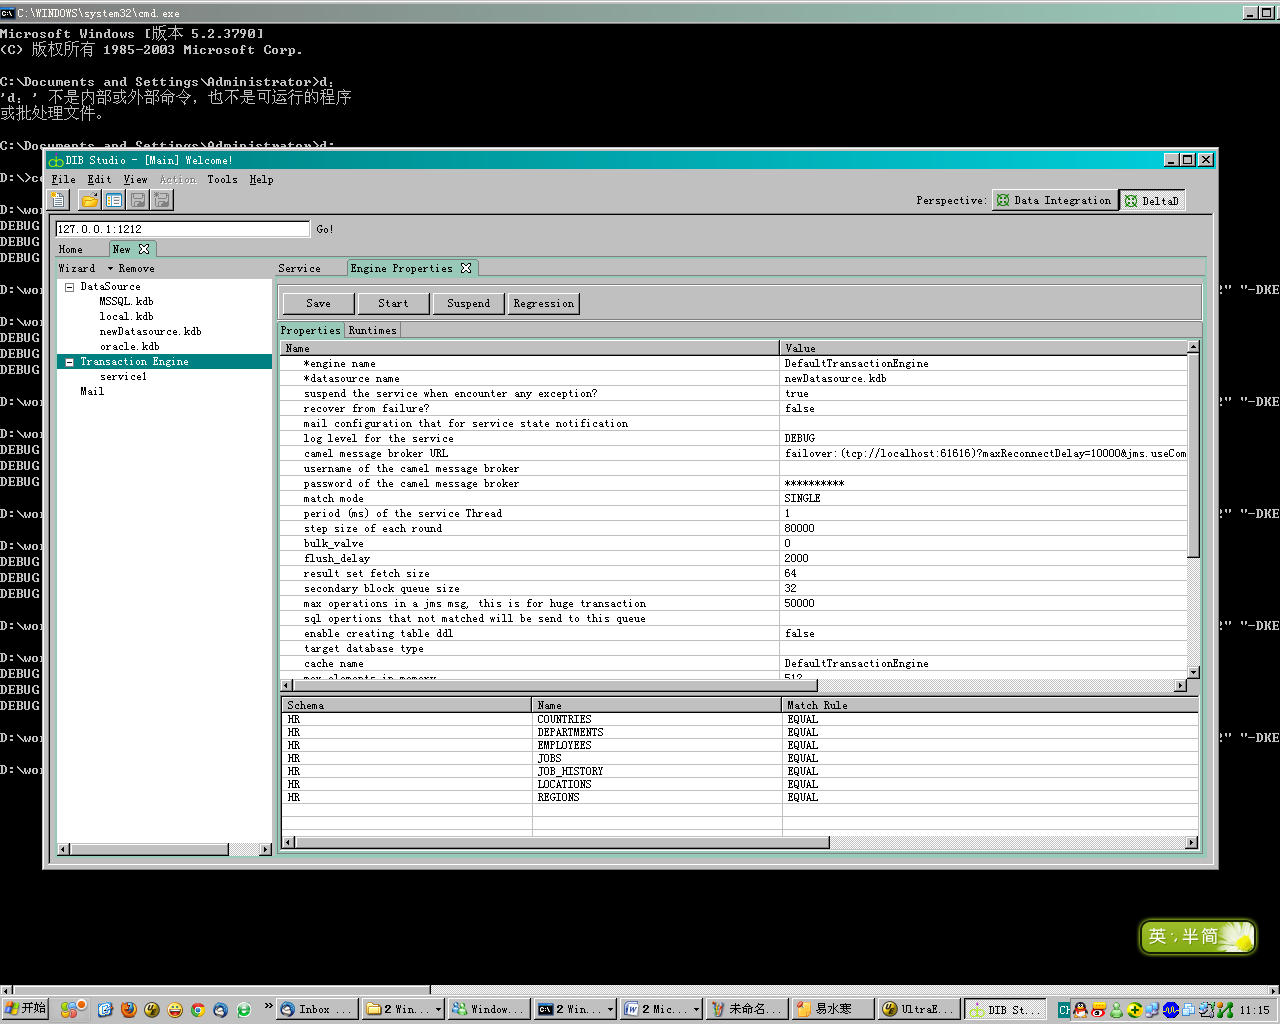 C:\WINDOWS\system32\cmd.exe
Microsoft Windows [版本 5.2.3790]
(C) 版权所有 1985-2003 Microsoft Corp.
C:\Documents and Settings\Administrator>d;
'd;' 不是内部或外部命令，也不是可运行的程序
或批处理文件。
C:\Documents and Settings\Administrator>d:
DIB Studio - [Main] Welcome!
File Edit View Action Tools Help
Perspective: Data Integration DeltaD
127.0.0.1:1212 Go!
Home New
Wizard Remove
DataSource
MSSQL.kdb
local.kdb
newDatasource.kdb
oracle.kdb
Transaction Engine
service1
Mail
Service Engine Properties
Save Start Suspend Regression
Properties Runtimes
Name Value
*engine name DefaultTransactionEngine
*datasource name newDatasource.kdb
suspend the service when encounter any exception? true
recover from failure? false
mail configuration that for service state notification
log level for the service DEBUG
camel message broker URL failover:(tcp://localhost:61616)?maxReconnectDelay=10000&jms.useCom
username of the camel message broker
password of the camel message broker **********
match mode SINGLE
period (ms) of the service Thread 1
step size of each round 80000
bulk_valve 0
flush_delay 2000
result set fetch size 64
secondary block queue size 32
max operations in a jms msg, this is for huge transaction 50000
sql opertions that not matched will be send to this queue
enable creating table ddl false
target database type
cache name DefaultTransactionEngine
max elements in memory 512
Schema Name Match Rule
HR COUNTRIES EQUAL
HR DEPARTMENTS EQUAL
HR EMPLOYEES EQUAL
HR JOBS EQUAL
HR JOB_HISTORY EQUAL
HR LOCATIONS EQUAL
HR REGIONS EQUAL
D:\>c
D:\wo
DEBUG
DEBUG
DEBUG
D:\wo 2" "-DKE
D:\wo
DEBUG
DEBUG
DEBUG
D:\wo 2" "-DKE
D:\wo
DEBUG
DEBUG
DEBUG
D:\wo 2" "-DKE
D:\wo
DEBUG
DEBUG
DEBUG
D:\wo 2" "-DKE
D:\wo
DEBUG
DEBUG
DEBUG
D:\wo 2" "-DKE
D:\wo
英·,半简
开始 » Inbox ... 2 Win... Window... 2 Win... 2 Mic... 未命名... 易水寒 UltraE... DIB St... CH 11:15